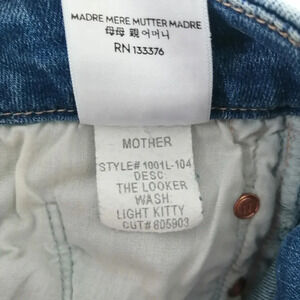 MADRE MERE MUTTER MADRE
母母 親 어머니
RN 133376
MOTHER
STYLE# 1001L-104
DESC
THE LOOKER
WASH:
LIGHT KITTY
CUT# 805903